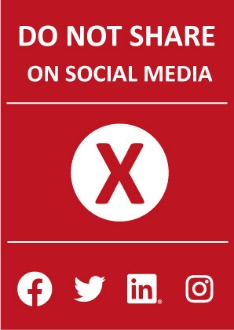 DO NOT SHARE
ON SOCIAL MEDIA
X
in